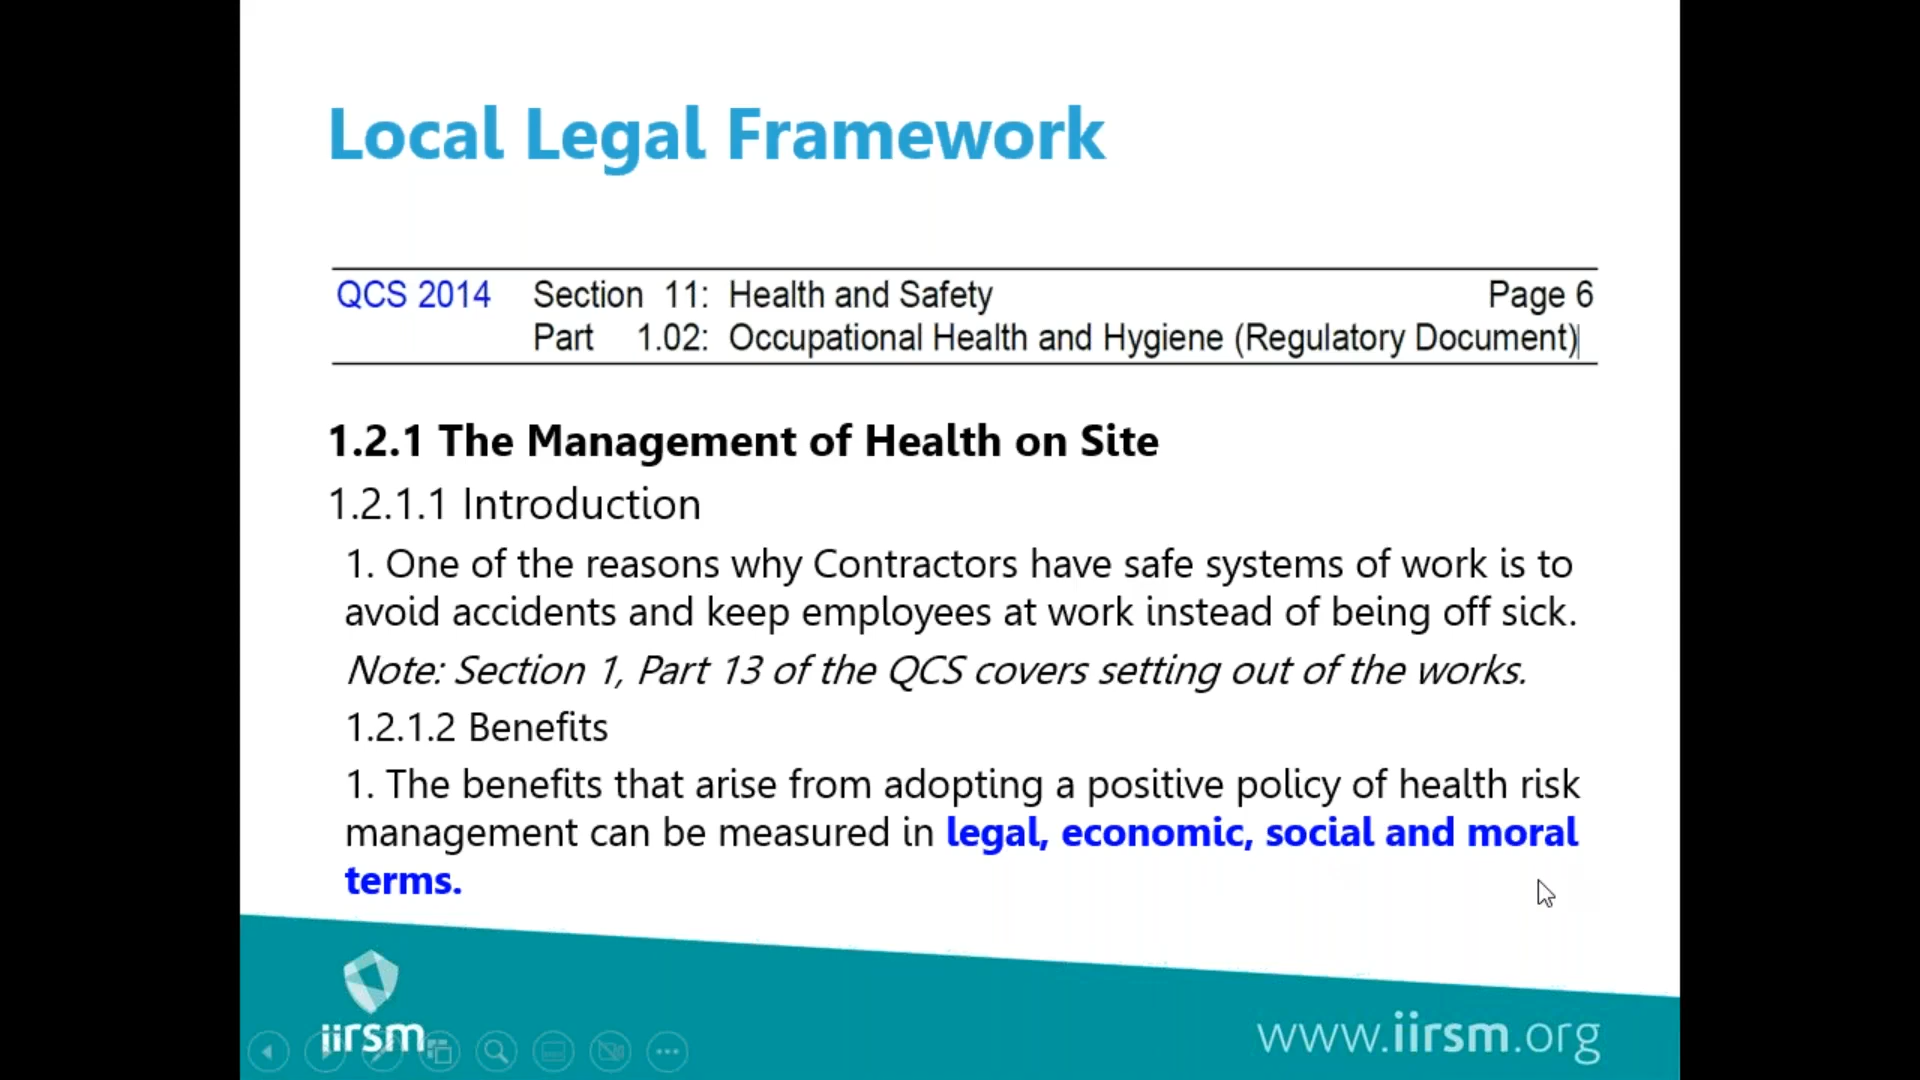 Local Legal Framework
QCS 2014 Section 11: Health and Safety Page 6
Part 1.02: Occupational Health and Hygiene (Regulatory Document)
1.2.1 The Management of Health on Site
1.2.1.1 Introduction
1. One of the reasons why Contractors have safe systems of work is to
avoid accidents and keep employees at work instead of being off sick.
Note: Section 1, Part 13 of the QCS covers setting out of the works.
1.2.1.2 Benefits
1. The benefits that arise from adopting a positive policy of health risk
management can be measured in legal, economic, social and moral
terms.
iirsm
www.iirsm.org